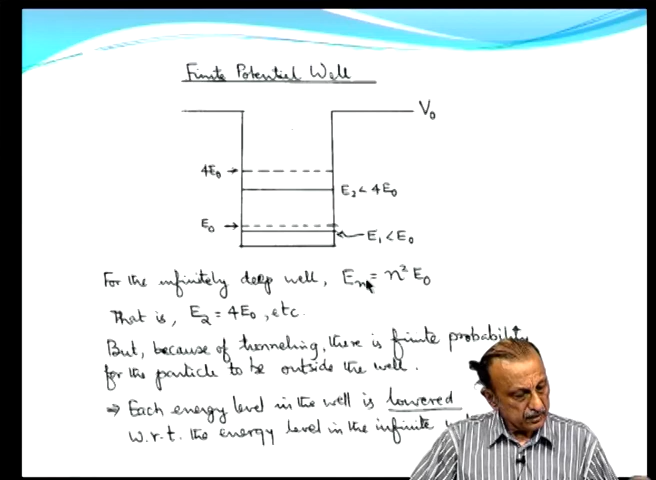 Finite Potential Well
V₀
4E₀ →
E₂ < 4E₀
E₀ →
E₁ < E₀
For the infinitely deep well, Eₙ = n² E₀
That is, E₂ = 4E₀, etc.
But, because of tunneling, there is finite probability
for the particle to be outside the well.
⇒ Each energy level in the well is lowered
w.r.t. the energy level in the infinite